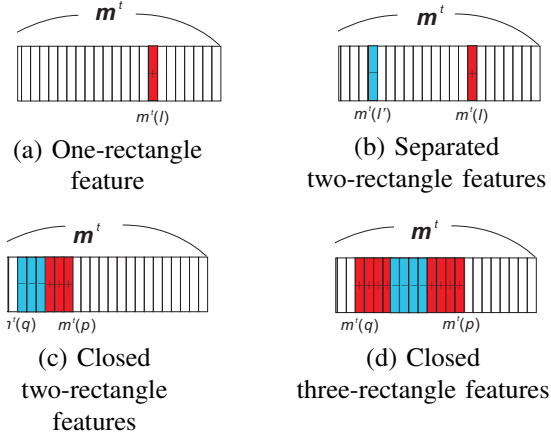 m^t m^t
+ − +
m^t(l) m^t(l') m^t(l)
(a) One-rectangle
feature
(b) Separated
two-rectangle features
m^t m^t
m^t(q) m^t(p) m^t(q) m^t(p)
(c) Closed
two-rectangle
features
(d) Closed
three-rectangle features